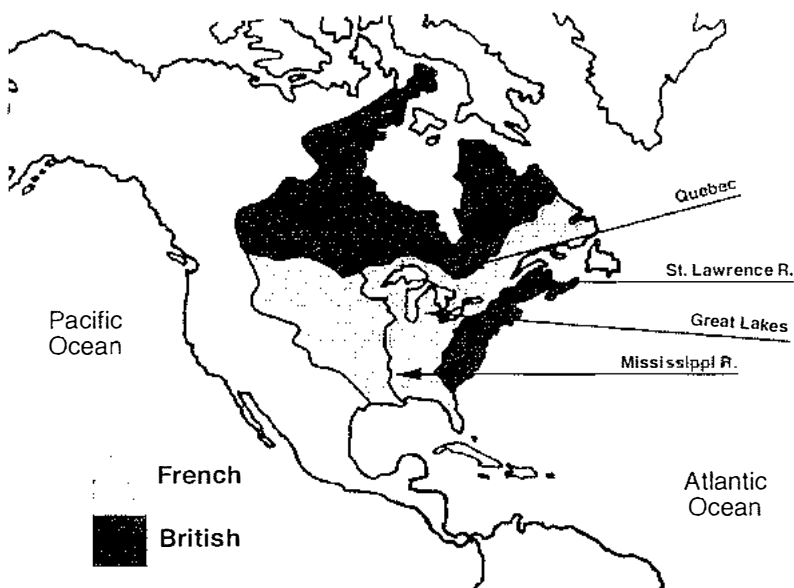 Quebec
St. Lawrence R.
Great Lakes
Mississippi R.
Pacific
Ocean
Atlantic
Ocean
French
British